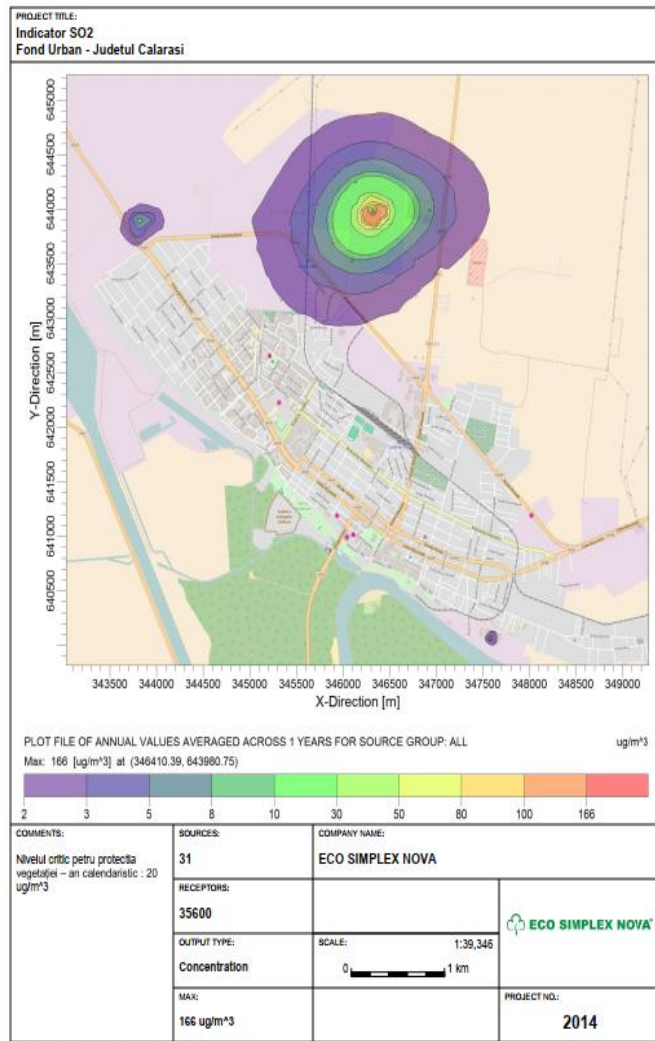 PROJECT TITLE:
Indicator SO2
Fond Urban - Judetul Calarasi
Y-Direction [m]
645000
644500
644000
643500
643000
642500
642000
641500
641000
640500
343500 344000 344500 345000 345500 346000 346500 347000 347500 348000 348500 349000
X-Direction [m]
PLOT FILE OF ANNUAL VALUES AVERAGED ACROSS 1 YEARS FOR SOURCE GROUP: ALL
ug/m^3
Max: 166 [ug/m^3] at (346410.39, 643980.75)
2 3 5 8 10 30 50 80 100 166
COMMENTS:
Nivelul critic petru protectia
vegetației – an calendaristic : 20
ug/m^3
SOURCES:
31
COMPANY NAME:
ECO SIMPLEX NOVA
RECEPTORS:
35600
OUTPUT TYPE:
Concentration
SCALE:
1:39,346
0 1 km
ECO SIMPLEX NOVA
MAX:
166 ug/m^3
PROJECT NO.:
2014